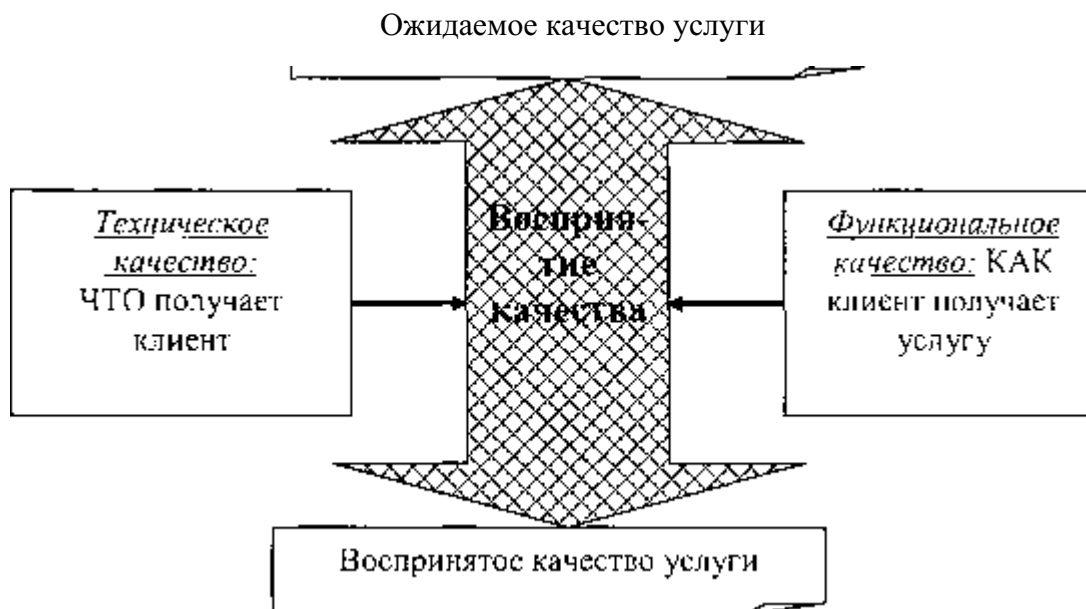 Ожидаемое качество услуги
Техническое
качество:
ЧТО получает
клиент
Восприя-
тие
качества
Функциональное
качество: КАК
клиент получает
услугу
Воспринятое качество услуги